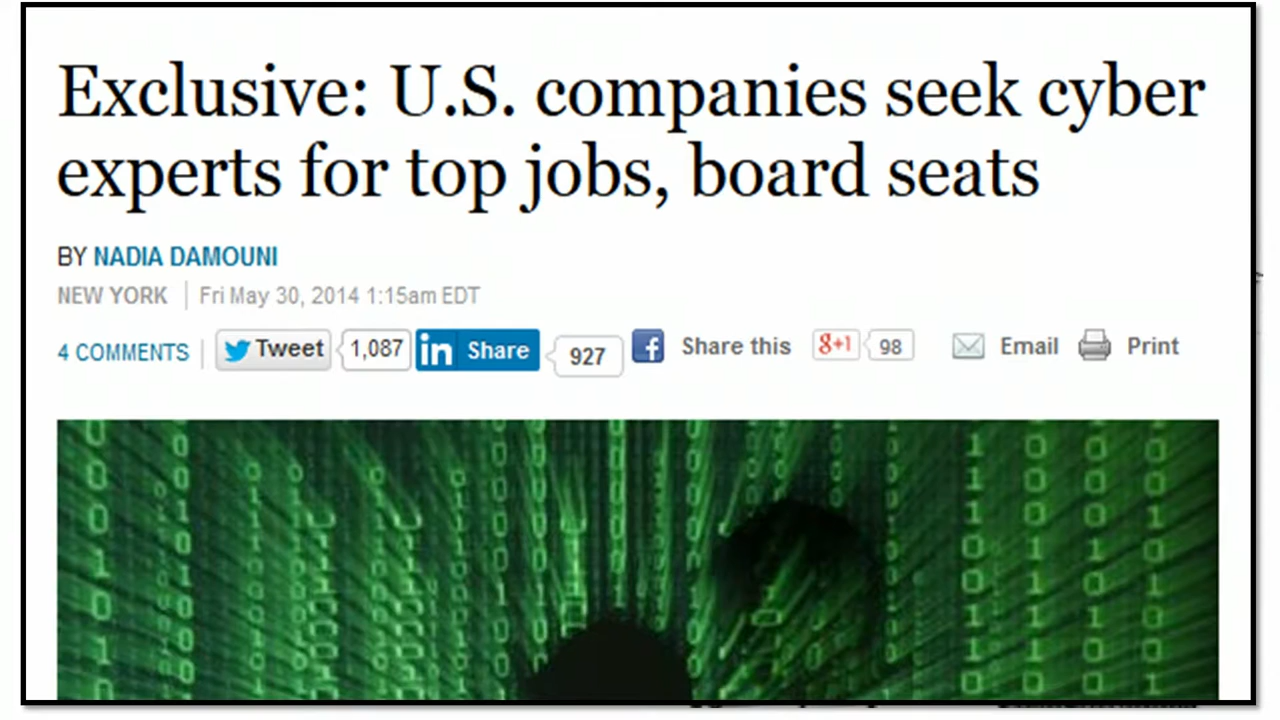 Exclusive: U.S. companies seek cyber
experts for top jobs, board seats
BY NADIA DAMOUNI
NEW YORK | Fri May 30, 2014 1:15am EDT
4 COMMENTS | Tweet 1,087 in Share 927 f Share this g+1 98 Email Print